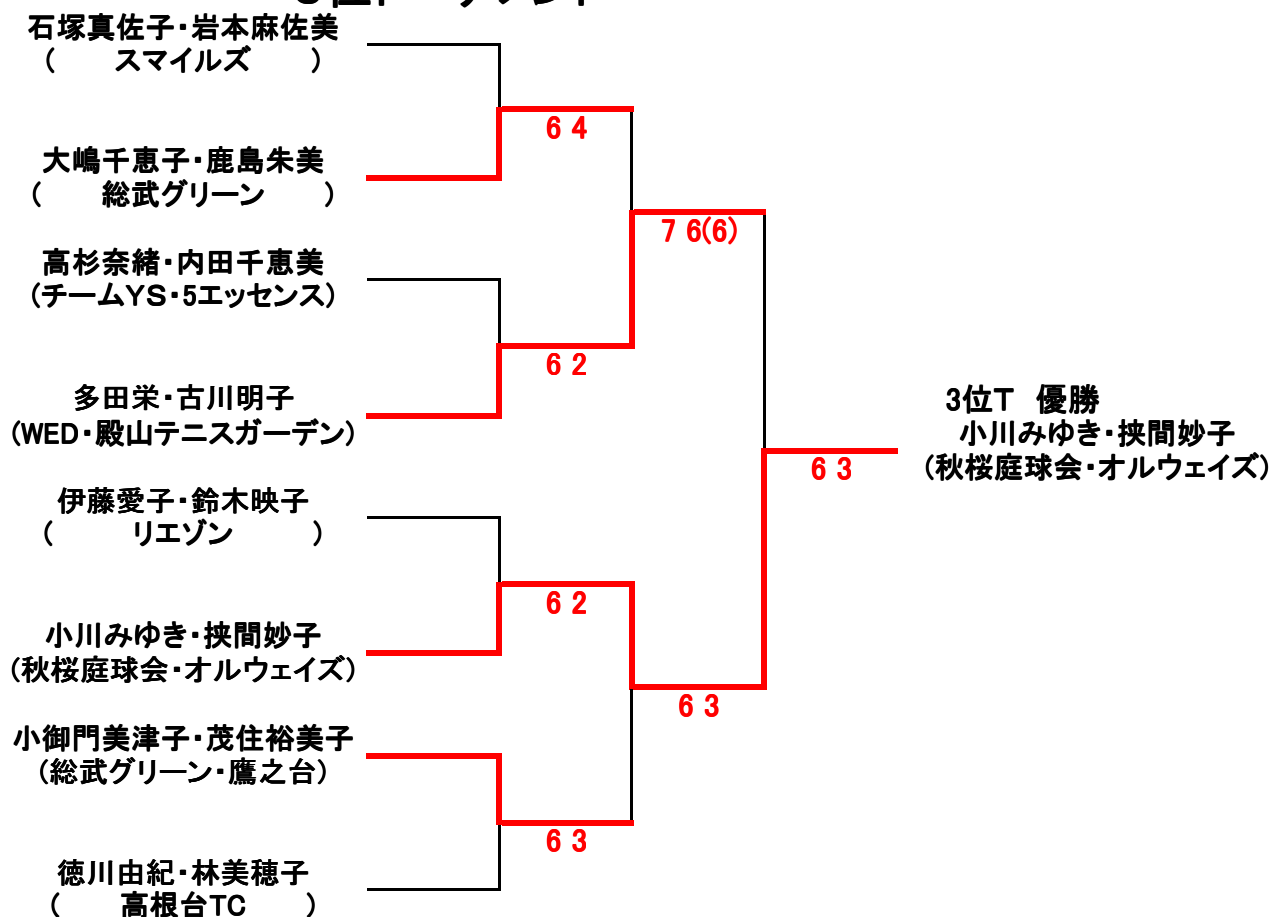 石塚真佐子・岩本麻佐美
(　　スマイルズ　　)
6 4
大嶋千恵子・鹿島朱美
(　　総武グリーン　　)
7 6(6)
高杉奈緒・内田千恵美
(チームYS・5エッセンス)
6 2
多田栄・古川明子
(WED・殿山テニスガーデン)
3位T　優勝
小川みゆき・挟間妙子
(秋桜庭球会・オルウェイズ)
6 3
伊藤愛子・鈴木映子
(　　リエゾン　　)
6 2
小川みゆき・挟間妙子
(秋桜庭球会・オルウェイズ)
6 3
小御門美津子・茂住裕美子
(総武グリーン・鷹之台)
6 3
徳川由紀・林美穂子
(　　高根台TC　　)